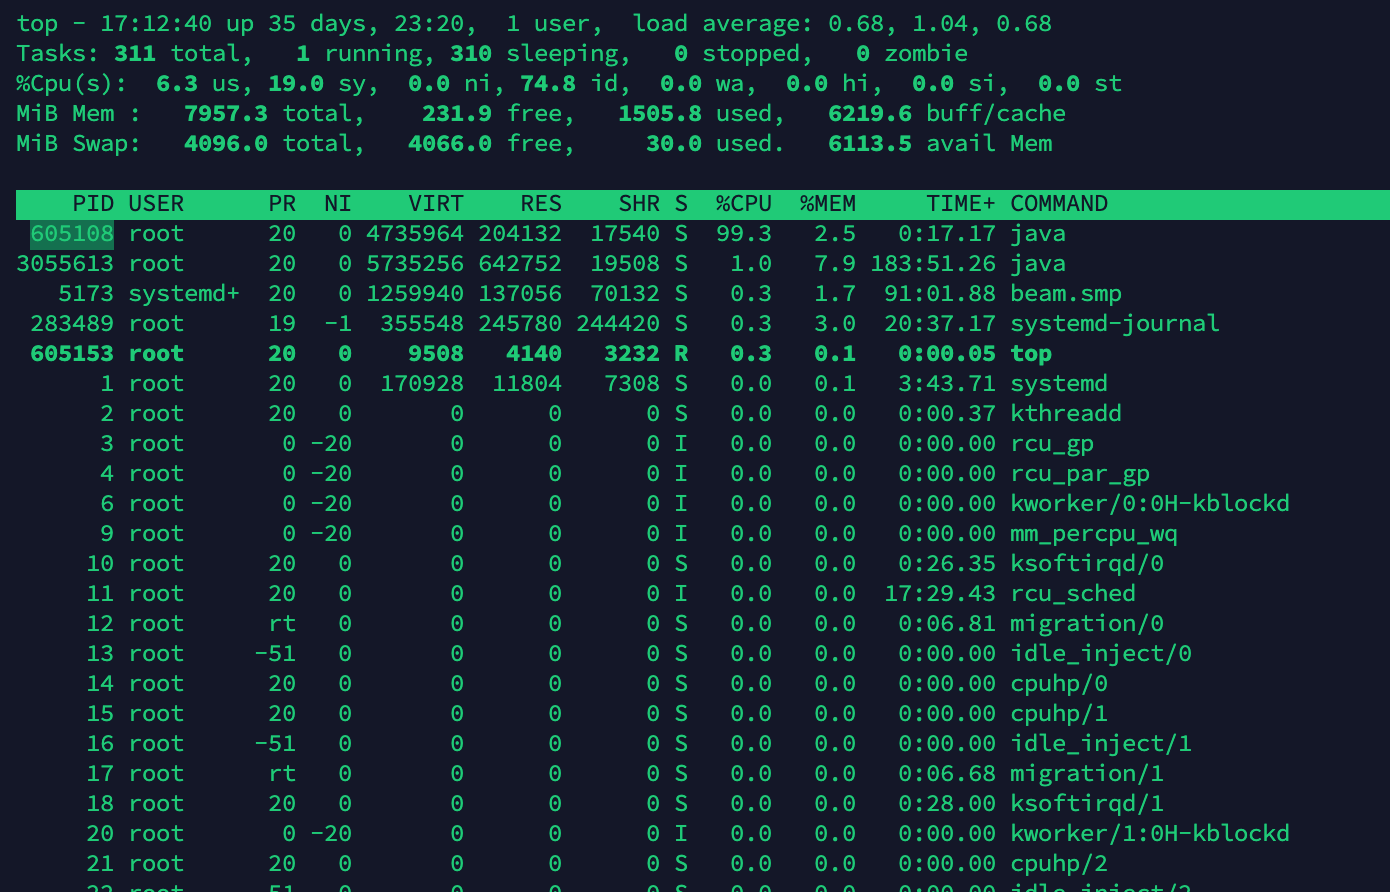 top - 17:12:40 up 35 days, 23:20,  1 user,  load average: 0.68, 1.04, 0.68
Tasks: 311 total,   1 running, 310 sleeping,   0 stopped,   0 zombie
%Cpu(s):  6.3 us, 19.0 sy,  0.0 ni, 74.8 id,  0.0 wa,  0.0 hi,  0.0 si,  0.0 st
MiB Mem :   7957.3 total,    231.9 free,   1505.8 used,   6219.6 buff/cache
MiB Swap:   4096.0 total,   4066.0 free,     30.0 used.   6113.5 avail Mem
    PID USER      PR  NI    VIRT    RES    SHR S  %CPU  %MEM     TIME+ COMMAND
 605108 root      20   0 4735964 204132  17540 S  99.3   2.5   0:17.17 java
3055613 root      20   0 5735256 642752  19508 S   1.0   7.9 183:51.26 java
   5173 systemd+  20   0 1259940 137056  70132 S   0.3   1.7  91:01.88 beam.smp
 283489 root      19  -1  355548 245780 244420 S   0.3   3.0  20:37.17 systemd-journal
 605153 root      20   0    9508   4140   3232 R   0.3   0.1   0:00.05 top
      1 root      20   0  170928  11804   7308 S   0.0   0.1   3:43.71 systemd
      2 root      20   0       0      0      0 S   0.0   0.0   0:00.37 kthreadd
      3 root       0 -20       0      0      0 I   0.0   0.0   0:00.00 rcu_gp
      4 root       0 -20       0      0      0 I   0.0   0.0   0:00.00 rcu_par_gp
      6 root       0 -20       0      0      0 I   0.0   0.0   0:00.00 kworker/0:0H-kblockd
      9 root       0 -20       0      0      0 I   0.0   0.0   0:00.00 mm_percpu_wq
     10 root      20   0       0      0      0 S   0.0   0.0   0:26.35 ksoftirqd/0
     11 root      20   0       0      0      0 I   0.0   0.0  17:29.43 rcu_sched
     12 root      rt   0       0      0      0 S   0.0   0.0   0:06.81 migration/0
     13 root     -51   0       0      0      0 S   0.0   0.0   0:00.00 idle_inject/0
     14 root      20   0       0      0      0 S   0.0   0.0   0:00.00 cpuhp/0
     15 root      20   0       0      0      0 S   0.0   0.0   0:00.00 cpuhp/1
     16 root     -51   0       0      0      0 S   0.0   0.0   0:00.00 idle_inject/1
     17 root      rt   0       0      0      0 S   0.0   0.0   0:06.68 migration/1
     18 root      20   0       0      0      0 S   0.0   0.0   0:28.00 ksoftirqd/1
     20 root       0 -20       0      0      0 I   0.0   0.0   0:00.00 kworker/1:0H-kblockd
     21 root      20   0       0      0      0 S   0.0   0.0   0:00.00 cpuhp/2